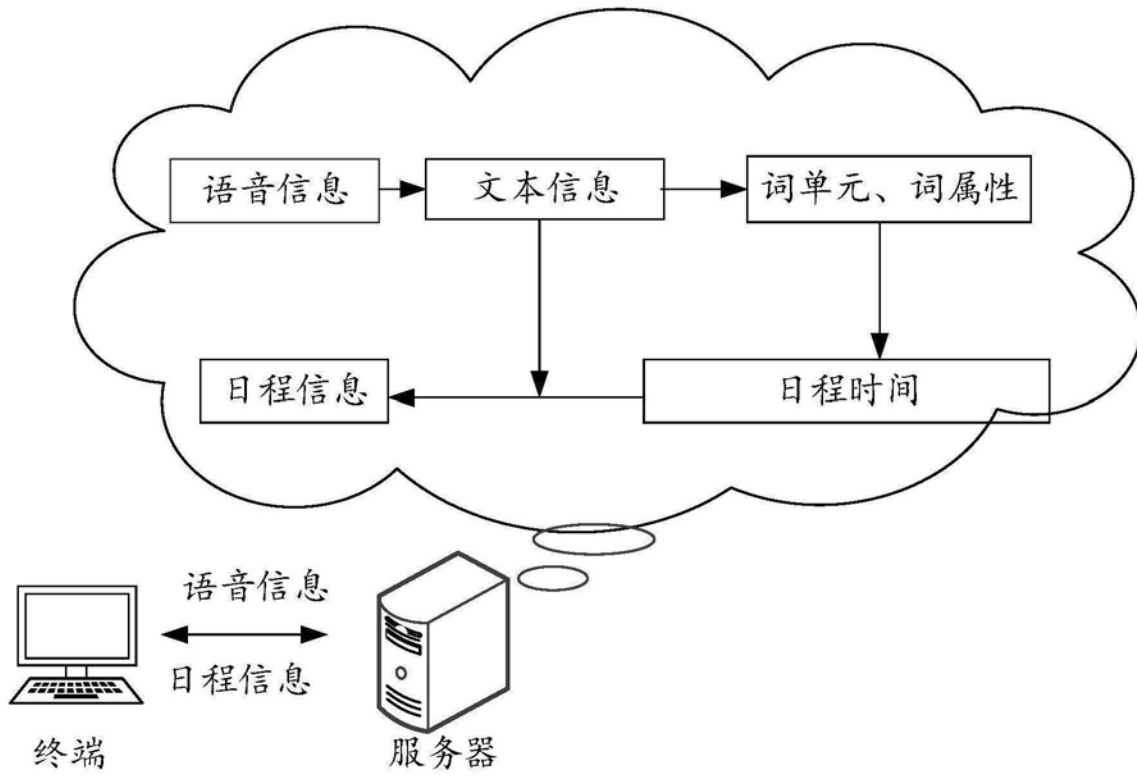 语音信息
文本信息
词单元、词属性
日程信息
日程时间
语音信息
日程信息
终端
服务器